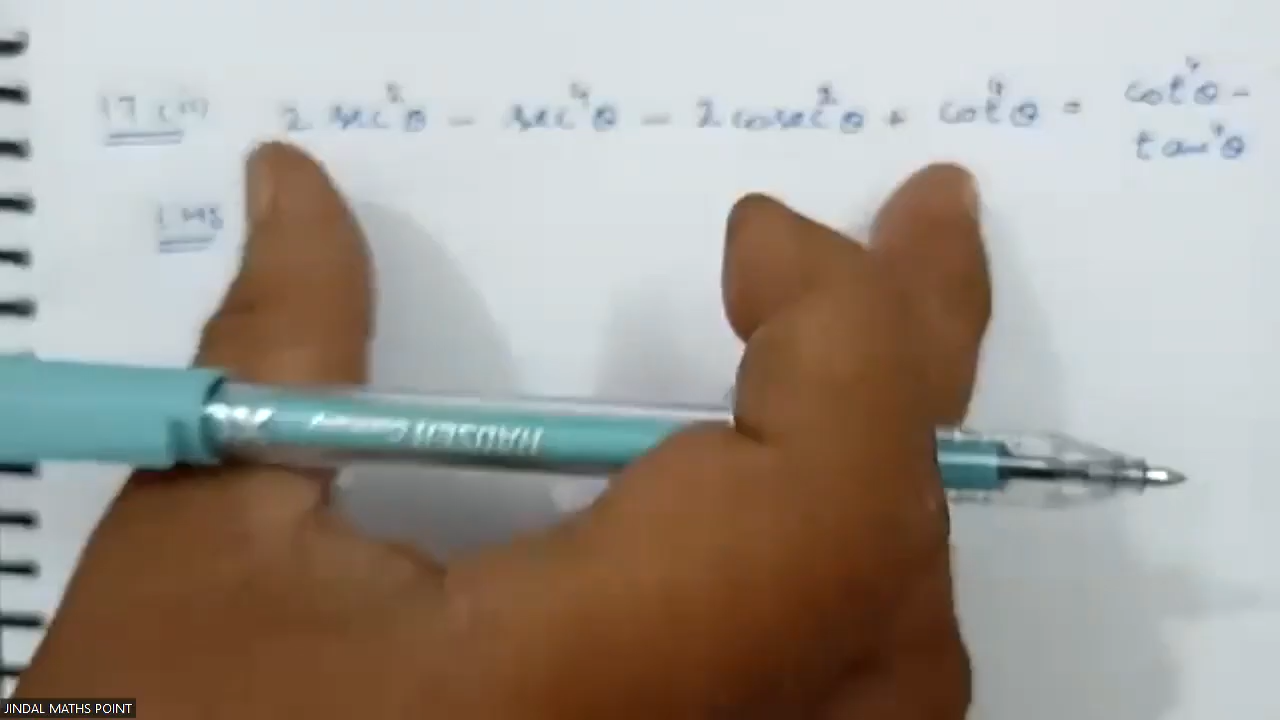 17 (ii) 2 sec²θ - sec⁴θ - 2 cosec²θ + cot⁴θ = cot⁴θ -
tan⁴θ
LHS
HAUSER
JINDAL MATHS POINT